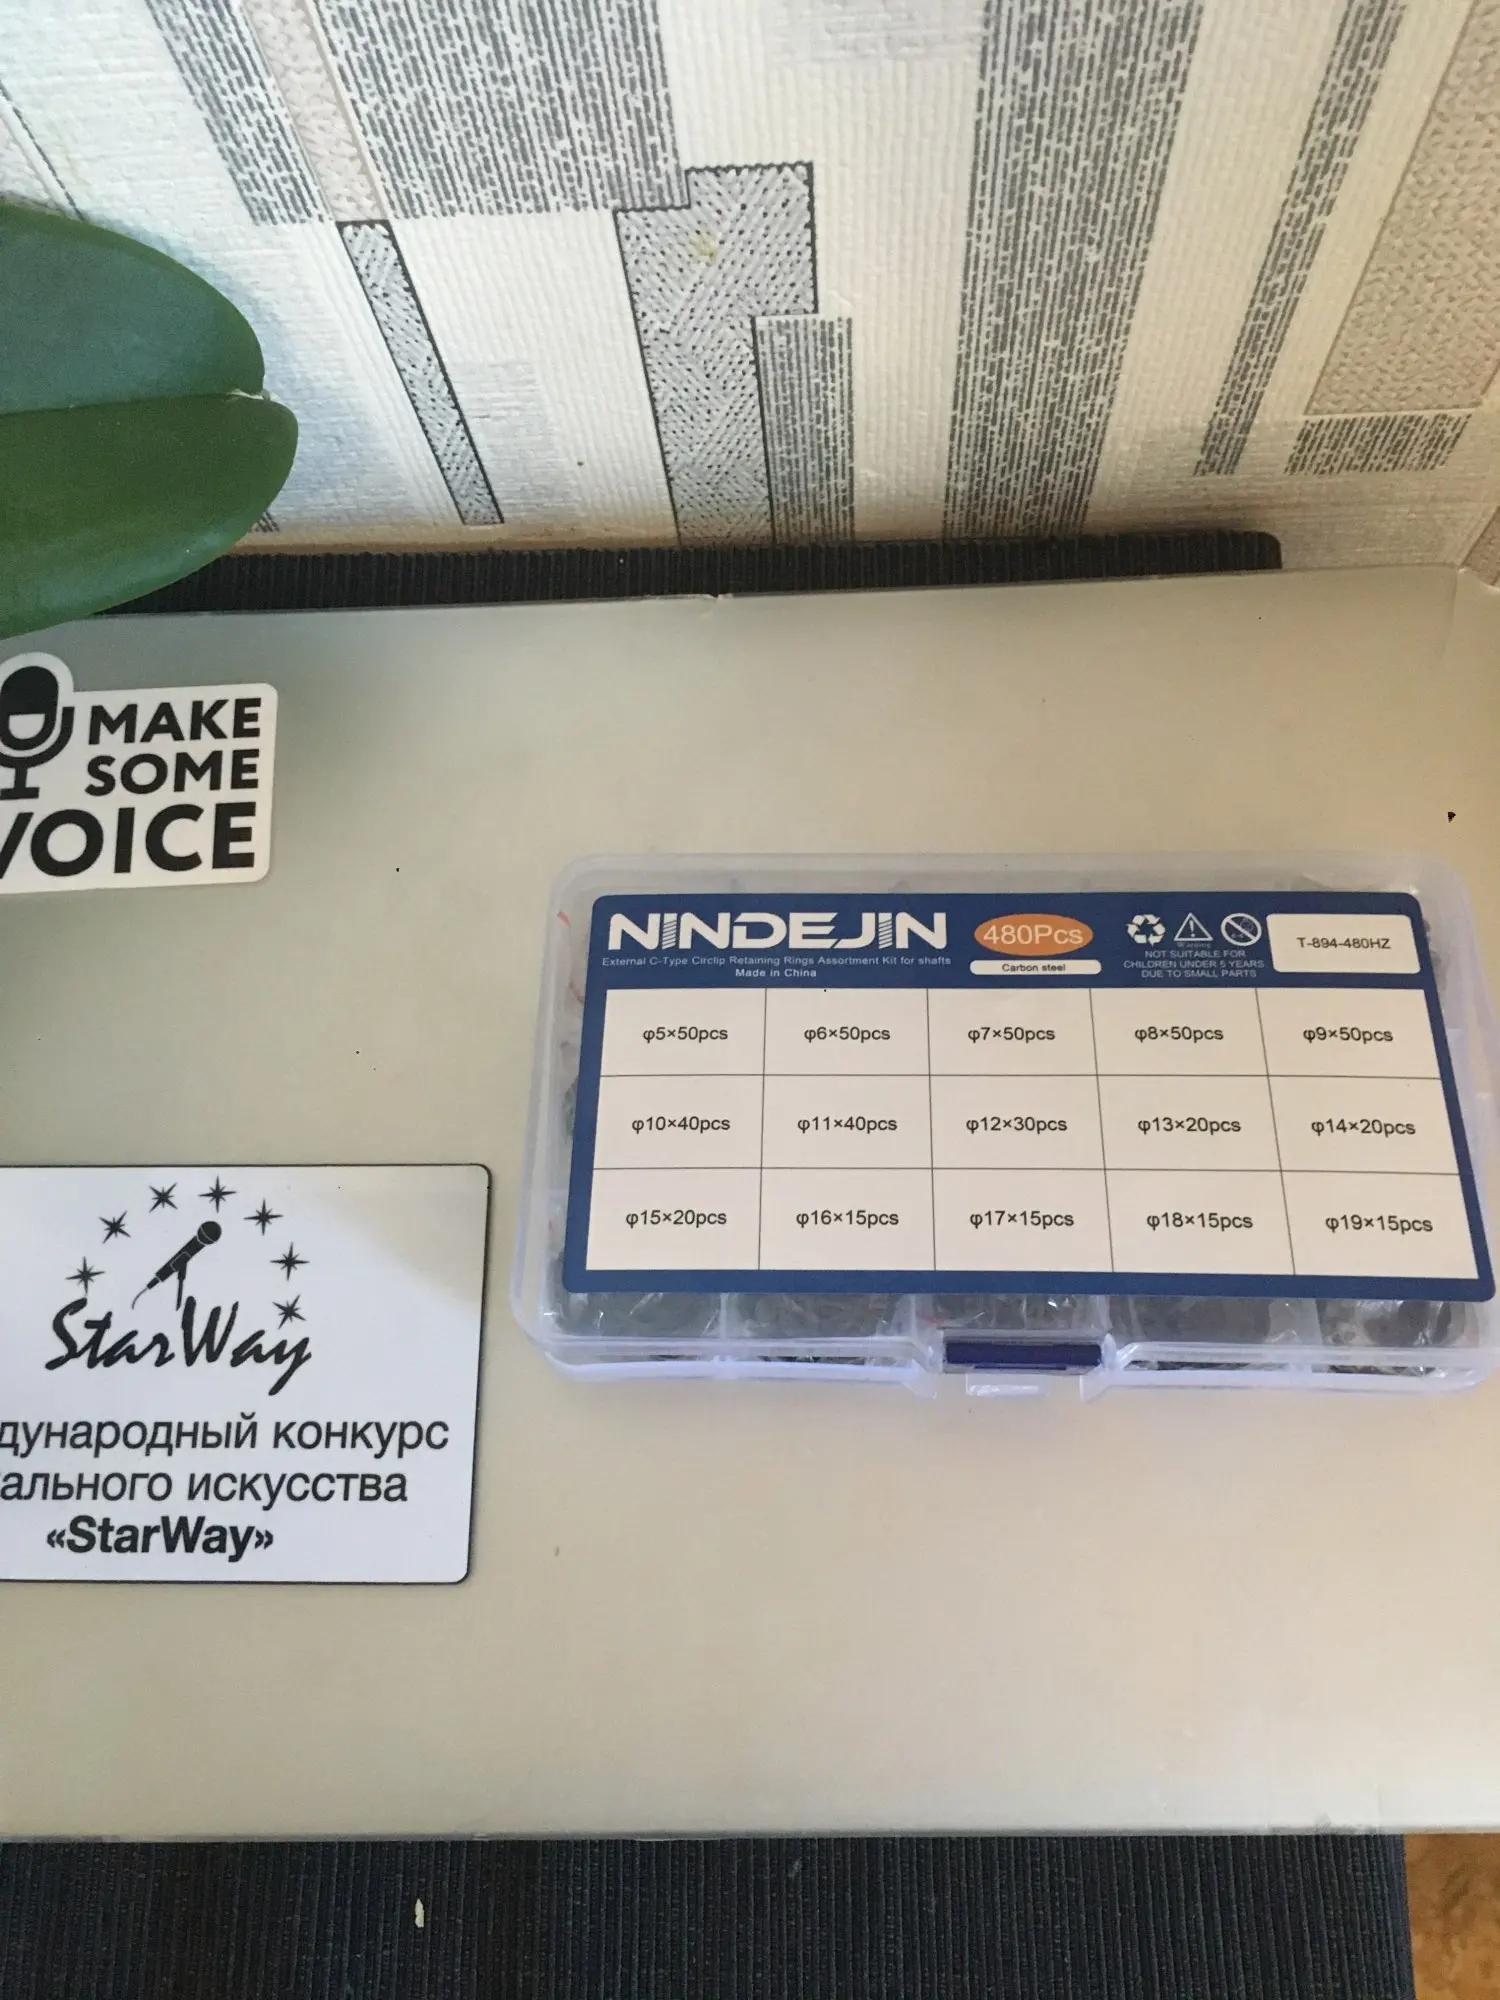 MAKE
SOME
VOICE
StarWay
дународный конкурс
ального искусства
«StarWay»
NINDEJIN
External C-Type Circlip Retaining Rings Assortment Kit for shafts
Made in China
480Pcs
Carbon steel
Warning
NOT SUITABLE FOR
CHILDREN UNDER 5 YEARS
DUE TO SMALL PARTS
T-894-480HZ
φ5×50pcs φ6×50pcs φ7×50pcs φ8×50pcs φ9×50pcs
φ10×40pcs φ11×40pcs φ12×30pcs φ13×20pcs φ14×20pcs
φ15×20pcs φ16×15pcs φ17×15pcs φ18×15pcs φ19×15pcs